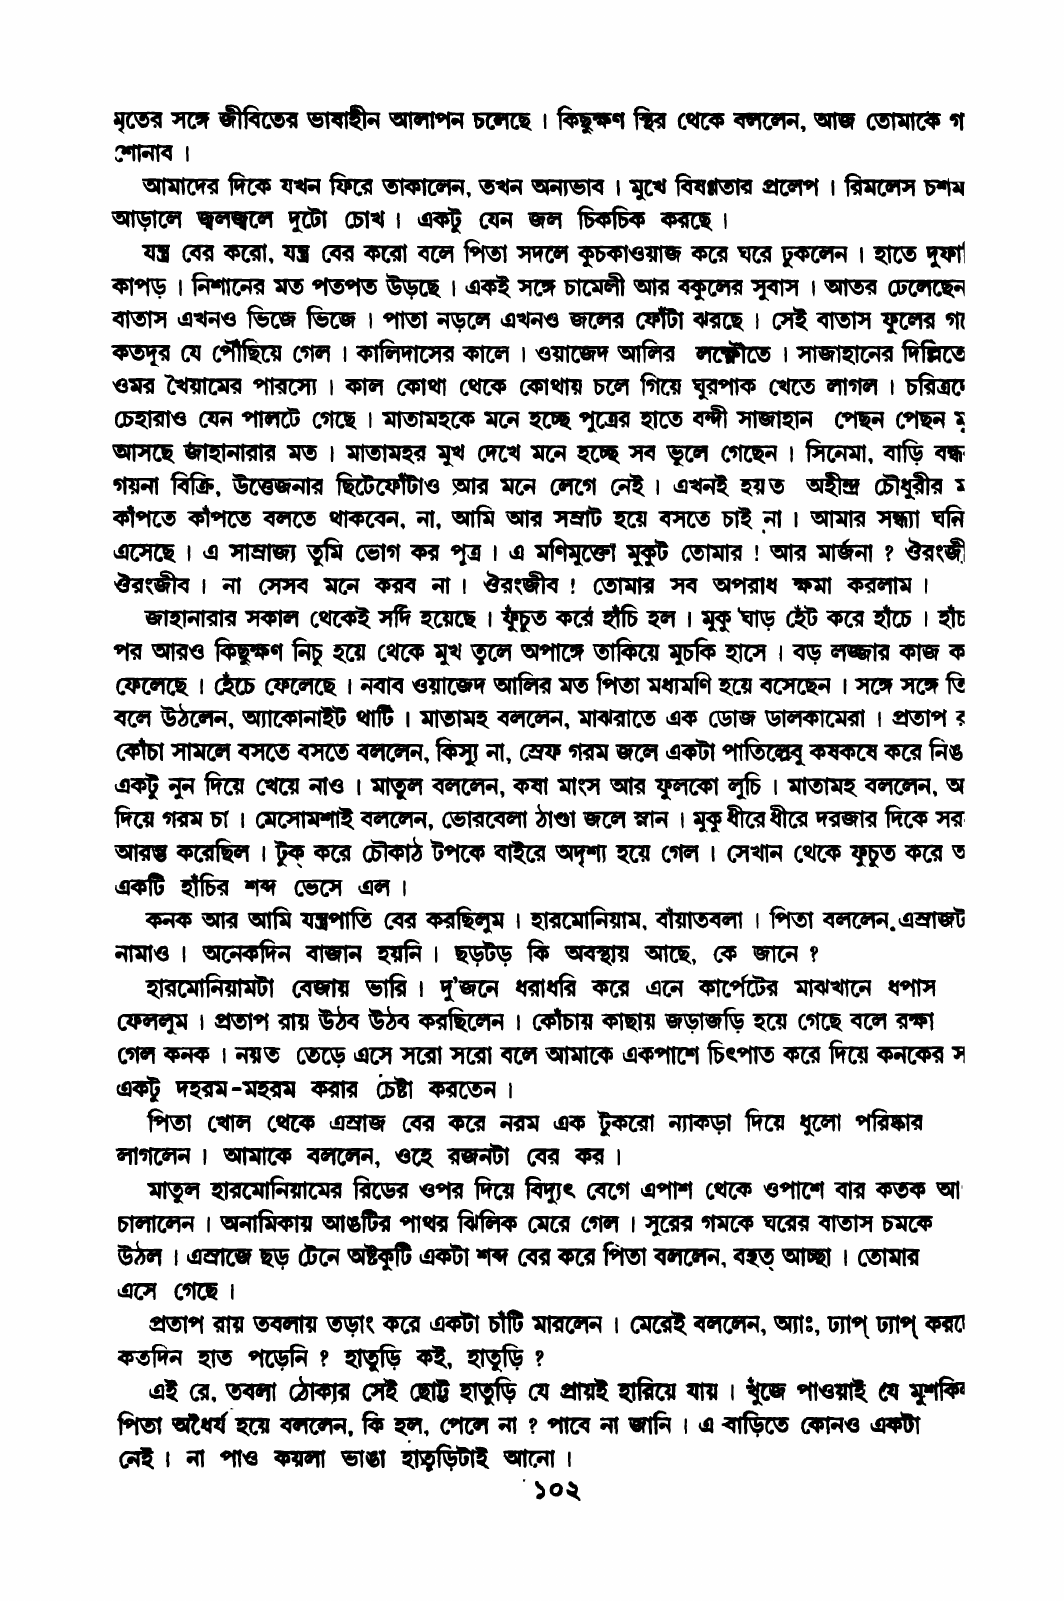 মৃতের সঙ্গে জীবিতের ভাষাহীন আলাপন চলেছে । কিছুক্ষণ স্থির থেকে বললেন, আজ তোমাকে গ
শোনাব ।
আমাদের দিকে যখন ফিরে তাকালেন, তখন অন্যভাব । মুখে বিষণ্ণতার প্রলেপ । রিমলেস চশম
আড়ালে জ্বলজ্বলে দুটো চোখ । একটু যেন জল চিকচিক করছে ।
যন্ত্র বের করো, যন্ত্র বের করো বলে পিতা সদলে কুচকাওয়াজ করে ঘরে ঢুকলেন । হাতে দুফা
কাপড় । নিশানের মত পতপত উড়ছে । একই সঙ্গে চামেলী আর বকুলের সুবাস । আতর ঢেলেছেন
বাতাস এখনও ভিজে ভিজে । পাতা নড়লে এখনও জলের ফোঁটা ঝরছে । সেই বাতাস ফুলের গ
কতদূর যে পৌঁছিয়ে গেল । কালিদাসের কালে । ওয়াজেদ আলির লক্ষ্ণৌতে । সাজাহানের দিল্লিতে
ওমর খৈয়ামের পারস্যে । কাল কোথা থেকে কোথায় চলে গিয়ে ঘুরপাক খেতে লাগল । চরিত্রদে
চেহারাও যেন পালটে গেছে । মাতামহকে মনে হচ্ছে পুত্রের হাতে বন্দী সাজাহান পেছন পেছন মু
আসছে জাহানারার মত । মাতামহর মুখ দেখে মনে হচ্ছে সব ভুলে গেছেন । সিনেমা, বাড়ি বন্ধ
গয়না বিক্রি, উত্তেজনার ছিটেফোঁটাও আর মনে লেগে নেই । এখনই হয়ত অহীন্দ্র চৌধুরীর ম
কাঁপতে কাঁপতে বলতে থাকবেন, না, আমি আর সম্রাট হয়ে বসতে চাই না । আমার সন্ধ্যা ঘনি
এসেছে । এ সাম্রাজ্য তুমি ভোগ কর পুত্র । এ মণিমুক্তো মুকুট তোমার ! আর মার্জনা ? ঔরংজী
ঔরংজীব । না সেসব মনে করব না । ঔরংজীব ! তোমার সব অপরাধ ক্ষমা করলাম ।
জাহানারার সকাল থেকেই সর্দি হয়েছে । ফুঁচুত করে হাঁচি হল । মুকু ঘাড় হেঁট করে হাঁচে । হাঁচ
পর আরও কিছুক্ষণ নিচু হয়ে থেকে মুখ তুলে অপাঙ্গে তাকিয়ে মুচকি হাসে । বড় লজ্জার কাজ ক
ফেলেছে । হেঁচে ফেলেছে । নবাব ওয়াজেদ আলির মত পিতা মধ্যমণি হয়ে বসেছেন । সঙ্গে সঙ্গে তি
বলে উঠলেন, অ্যাকোনাইট থার্টি । মাতামহ বললেন, মাঝরাতে এক ডোজ ডালকামেরা । প্রতাপ র
কোঁচা সামলে বসতে বসতে বললেন, কিস্যু না, স্রেফ গরম জলে একটা পাতিলেবু কষকষে করে নিঙ
একটু নুন দিয়ে খেয়ে নাও । মাতুল বললেন, কষা মাংস আর ফুলকো লুচি । মাতামহ বললেন, অ
দিয়ে গরম চা । মেসোমশাই বললেন, ভোরবেলা ঠাণ্ডা জলে স্নান । মুকু ধীরে ধীরে দরজার দিকে সর
আরম্ভ করেছিল । টুক্ করে চৌকাঠ টপকে বাইরে অদৃশ্য হয়ে গেল । সেখান থেকে ফুচুত করে ত
একটি হাঁচির শব্দ ভেসে এল ।
কনক আর আমি যন্ত্রপাতি বের করছিলুম । হারমোনিয়াম, বাঁয়াতবলা । পিতা বললেন, এস্রাজট
নামাও । অনেকদিন বাজান হয়নি । ছড়টড় কি অবস্থায় আছে, কে জানে ?
হারমোনিয়ামটা বেজায় ভারি । দু'জনে ধরাধরি করে এনে কার্পেটের মাঝখানে ধপাস
ফেললুম । প্রতাপ রায় উঠব উঠব করছিলেন । কোঁচায় কাছায় জড়াজড়ি হয়ে গেছে বলে রক্ষা
গেল কনক । নয়ত তেড়ে এসে সরো সরো বলে আমাকে একপাশে চিৎপাত করে দিয়ে কনকের স
একটু দহরম-মহরম করার চেষ্টা করতেন ।
পিতা খোল থেকে এস্রাজ বের করে নরম এক টুকরো ন্যাকড়া দিয়ে ধুলো পরিষ্কার
লাগলেন । আমাকে বললেন, ওহে রজনটা বের কর ।
মাতুল হারমোনিয়ামের রিডের ওপর দিয়ে বিদ্যুৎ বেগে এপাশ থেকে ওপাশে বার কতক আ
চালালেন । অনামিকায় আঙটির পাথর ঝিলিক মেরে গেল । সুরের গমকে ঘরের বাতাস চমকে
উঠল । এস্রাজে ছড় টেনে অষ্টকুটি একটা শব্দ বের করে পিতা বললেন, বহুত্ আচ্ছা । তোমার
এসে গেছে ।
প্রতাপ রায় তবলায় তড়াং করে একটা চাঁটি মারলেন । মেরেই বললেন, অ্যাঃ, ঢ্যাপ্ ঢ্যাপ্ করছে
কতদিন হাত পড়েনি ? হাতুড়ি কই, হাতুড়ি ?
এই রে, তবলা ঠোকার সেই ছোট্ট হাতুড়ি যে প্রায়ই হারিয়ে যায় । খুঁজে পাওয়াই যে মুশকিল
পিতা অধৈর্য হয়ে বললেন, কি হল, পেলে না ? পাবে না জানি । এ বাড়িতে কোনও একটা
নেই । না পাও কয়লা ভাঙা হাতুড়িটাই আনো ।
১০২